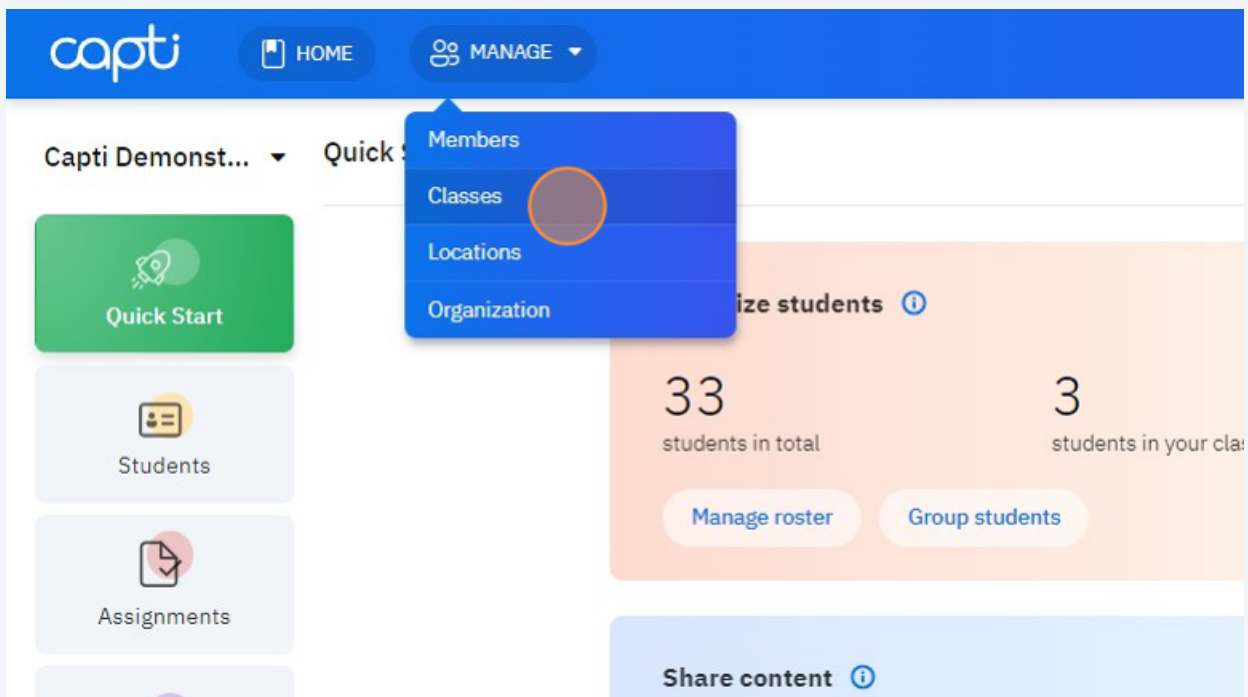 capti HOME MANAGE
Capti Demonst...
Quick
Members
Classes
Locations
Organization
Quick Start
Students
Assignments
ize students
33
students in total
3
students in your
Manage roster
Group students
Share content